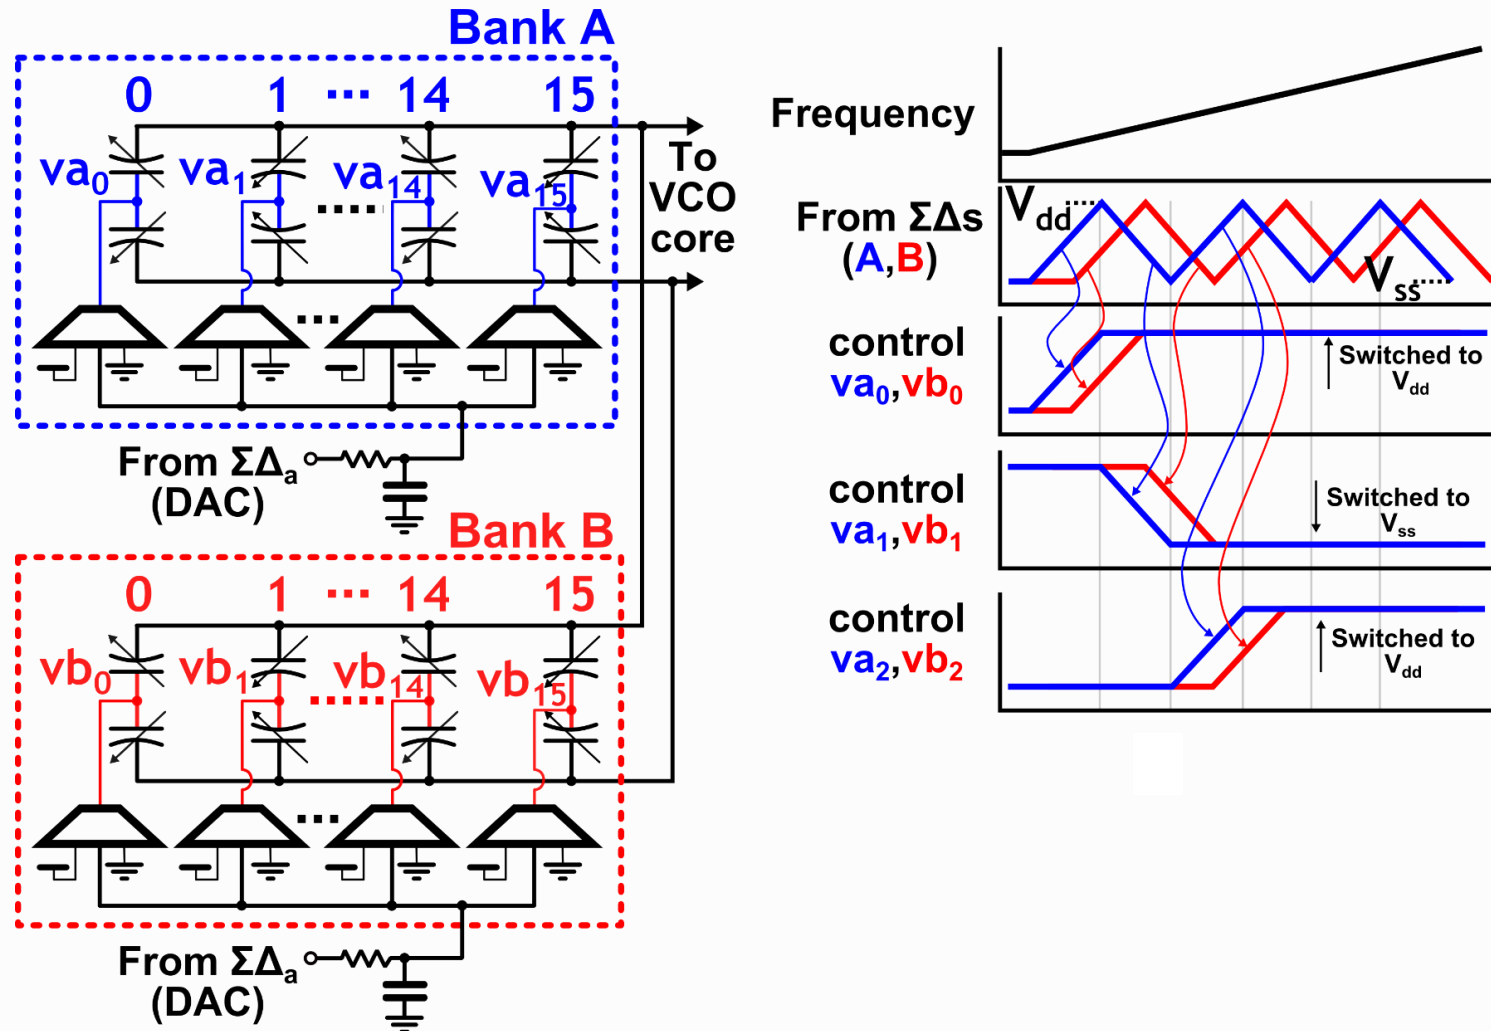 Bank A
0 1 ... 14 15
va0 va1 va14 va15
To
VCO
core
...
From ΣΔa
(DAC)
Bank B
0 1 ... 14 15
vb0 vb1 vb14 vb15
...
From ΣΔa
(DAC)
Frequency
From ΣΔs
(A,B)
Vdd
Vss
control
va0,vb0
Switched to
Vdd
control
va1,vb1
Switched to
Vss
control
va2,vb2
Switched to
Vdd